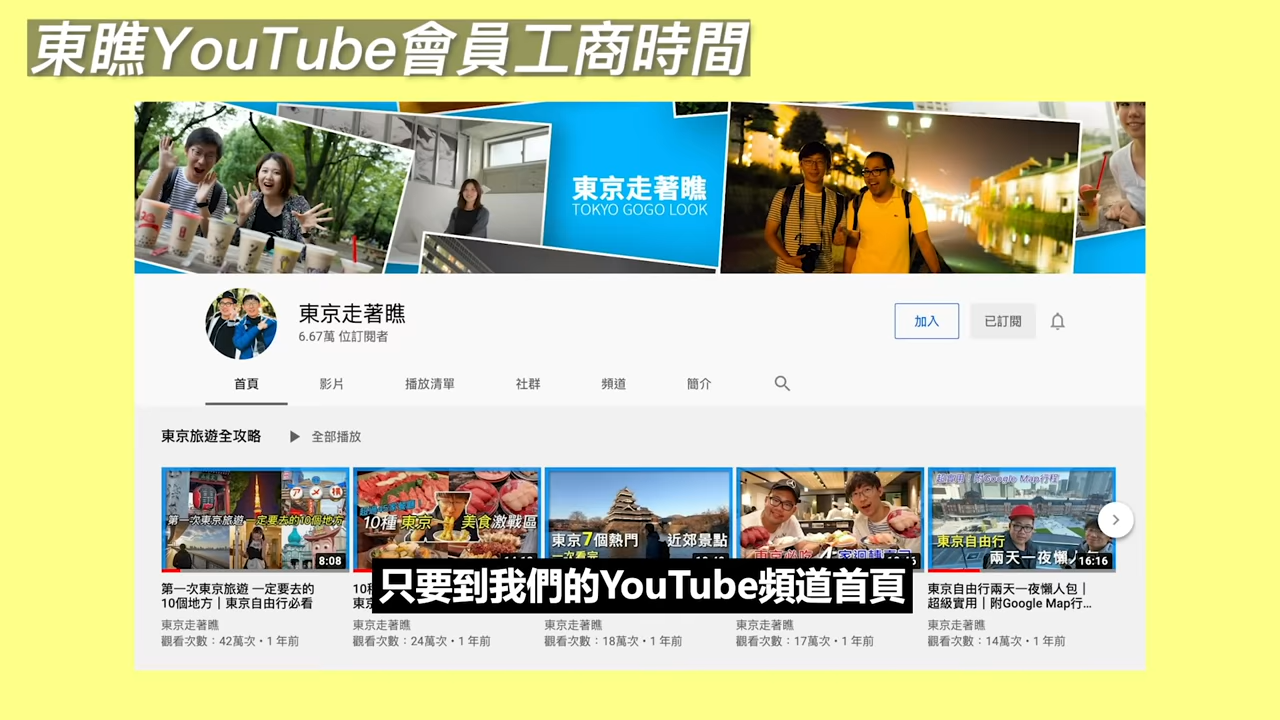 東瞧YouTube會員工商時間
東京走著瞧
TOKYO GOGO LOOK
東京走著瞧
6.67萬 位訂閱者
加入
已訂閱
首頁
影片
播放清單
社群
頻道
簡介
東京旅遊全攻略
全部播放
第一次東京旅遊 一定要去的10個地方
8:08
10種 東京 美食激戰區
東京7個熱門 近郊景點
一次看完
東京自由行
兩天一夜懶人
16:16
第一次東京旅遊 一定要去的
10個地方｜東京自由行必看
東京走著瞧
觀看次數：42萬次・1 年前
東京走著瞧
觀看次數：24萬次・1 年前
東京走著瞧
觀看次數：18萬次・1 年前
東京走著瞧
觀看次數：17萬次・1 年前
東京自由行兩天一夜懶人包｜
超級實用｜附Google Map行...
東京走著瞧
觀看次數：14萬次・1 年前
只要到我們的YouTube頻道首頁